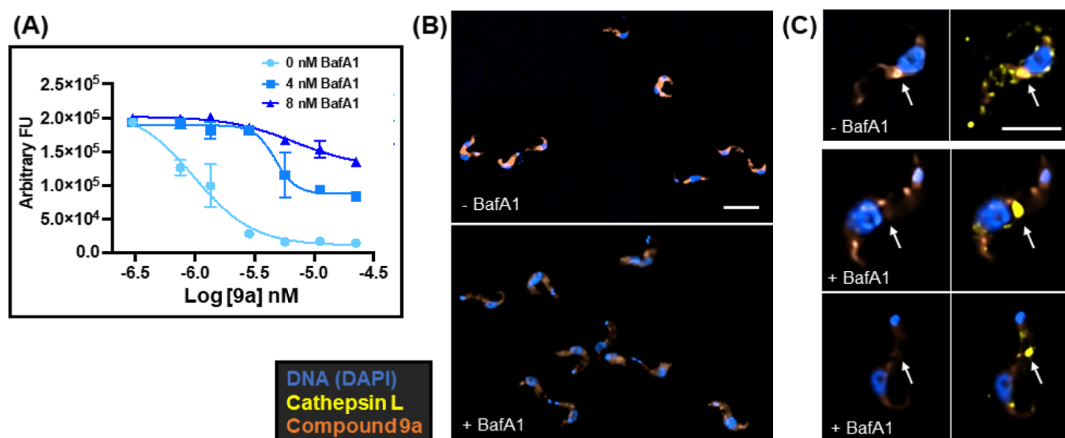 (A)
0 nM BafA1
4 nM BafA1
8 nM BafA1
2.5×10⁵
2.0×10⁵
1.5×10⁵
1.0×10⁵
5.0×10⁴
0.0
Arbitrary FU
-6.5 -6.0 -5.5 -5.0 -4.5
Log [9a] nM
DNA (DAPI)
Cathepsin L
Compound 9a
(B)
- BafA1
+ BafA1
(C)
- BafA1
+ BafA1
+ BafA1